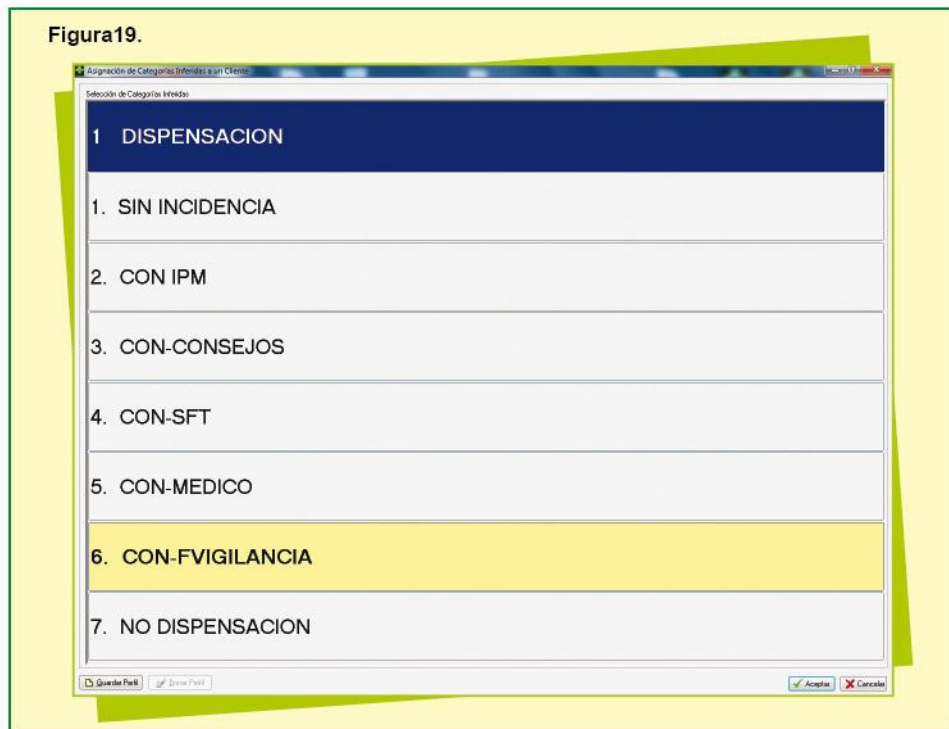 Figura19.
Asignación de Categorías Inferidas a un Cliente
Selección de Categorías Inferidas
1 DISPENSACION
1. SIN INCIDENCIA
2. CON IPM
3. CON-CONSEJOS
4. CON-SFT
5. CON-MEDICO
6. CON-FVIGILANCIA
7. NO DISPENSACION
Guardar Perfil Borrar Perfil Aceptar Cancelar